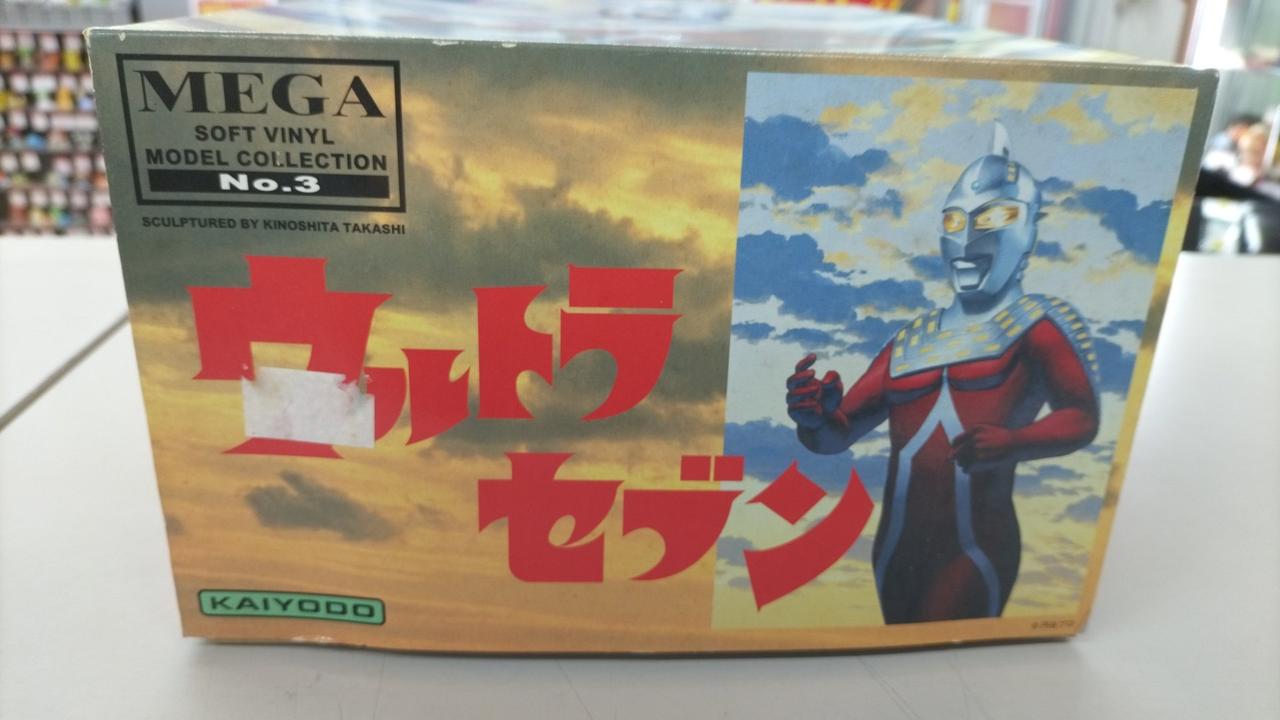 MEGA
SOFT VINYL
MODEL COLLECTION
No.3
SCULPTURED BY KINOSHITA TAKASHI
ウルトラ
セブン
KAIYODO